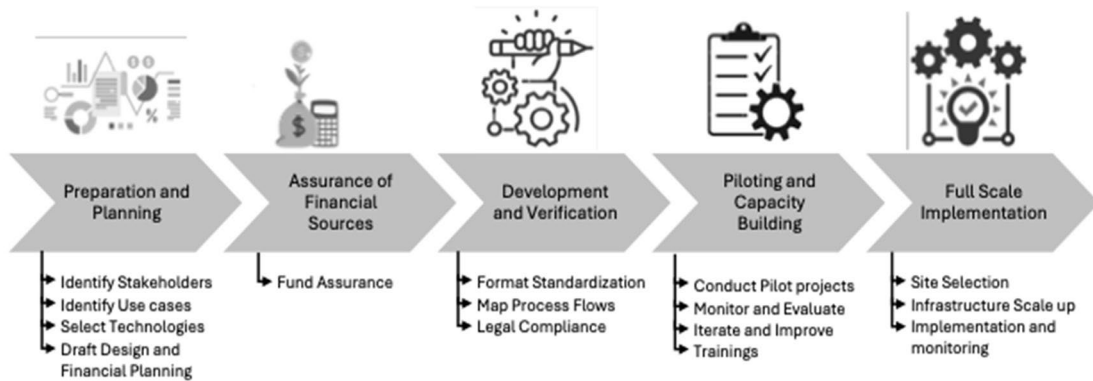 Preparation and
Planning
Identify Stakeholders
Identify Use cases
Select Technologies
Draft Design and
Financial Planning
Assurance of
Financial
Sources
Fund Assurance
Development
and Verification
Format Standardization
Map Process Flows
Legal Compliance
Piloting and
Capacity
Building
Conduct Pilot projects
Monitor and Evaluate
Iterate and Improve
Trainings
Full Scale
Implementation
Site Selection
Infrastructure Scale up
Implementation and
monitoring